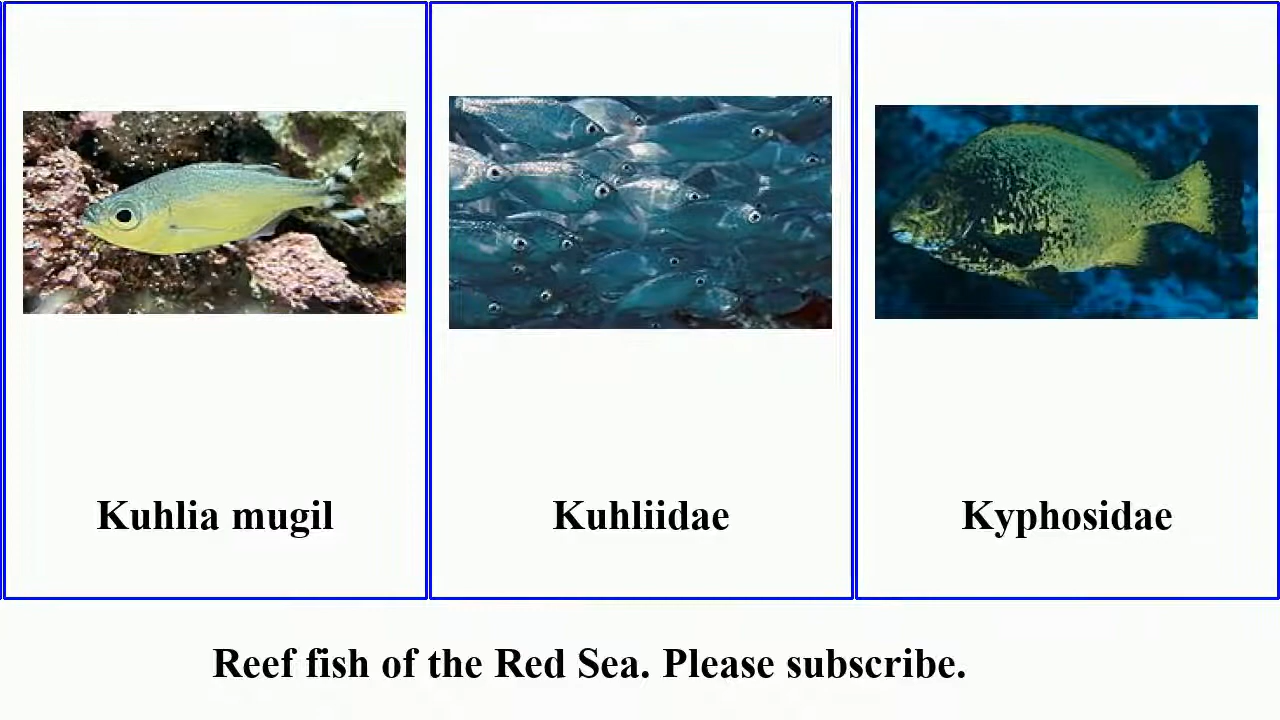 Kuhlia mugil
Kuhliidae
Kyphosidae
Reef fish of the Red Sea. Please subscribe.